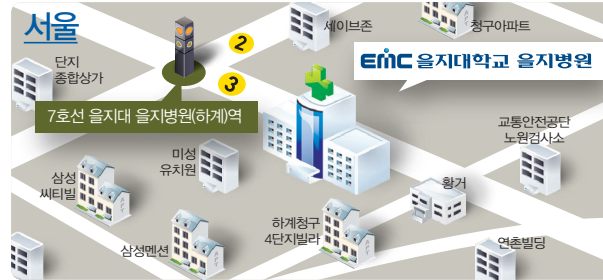 서울
2
3
세이브존
청구아파트
단지
종합상가
EMC 을지대학교 을지병원
7호선 을지대 을지병원(하계)역
교통안전공단
노원검사소
미성
유치원
삼성
씨티빌
황거
하계청구
4단지빌라
삼성멘션
연촌빌딩